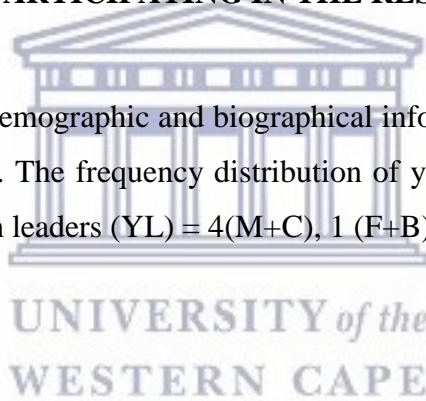 ARTICIPATING IN THE RES
emographic and biographical info
. The frequency distribution of y
leaders (YL) = 4(M+C), 1 (F+B)
UNIVERSITY of the
WESTERN CAPE